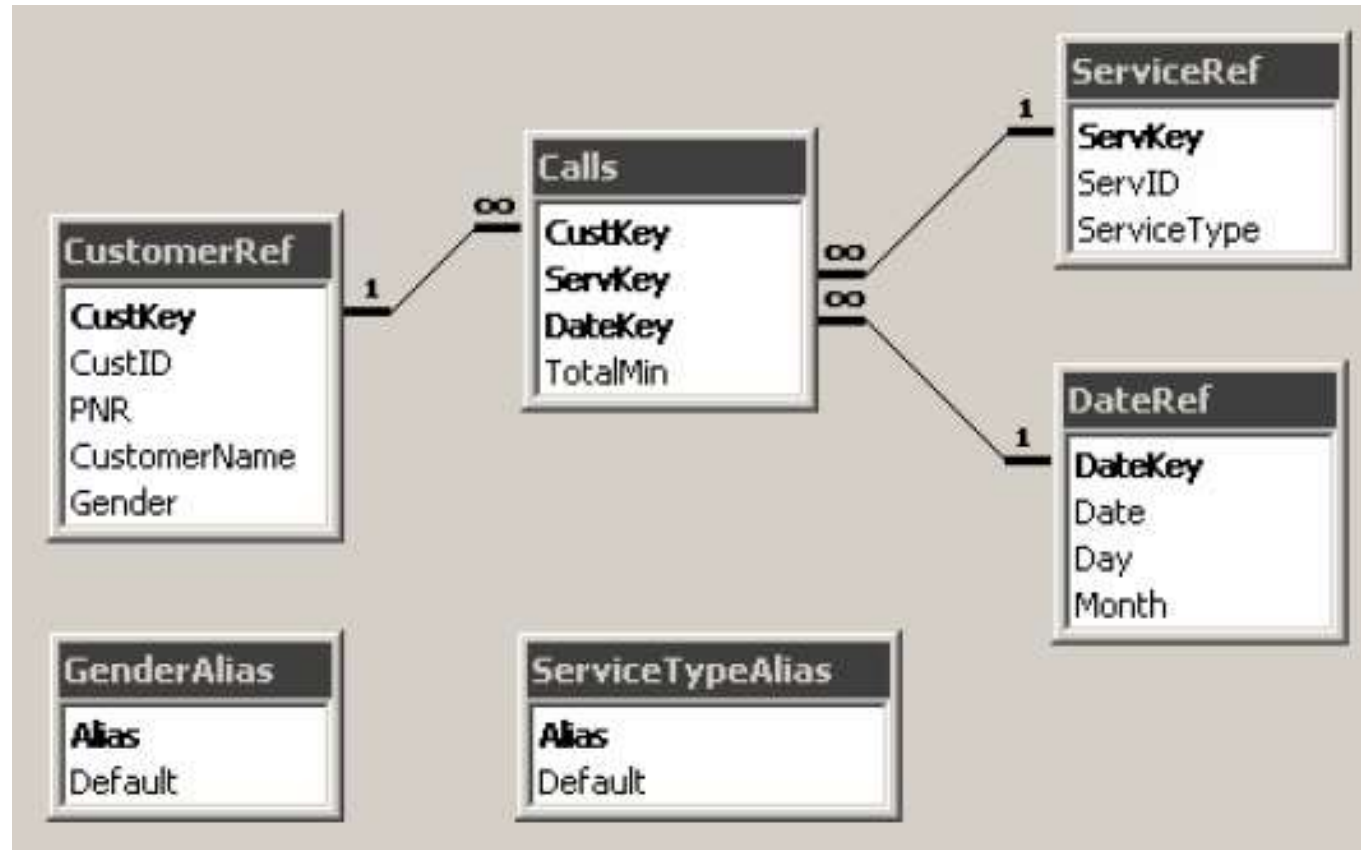 CustomerRef
CustKey
CustID
PNR
CustomerName
Gender
1
∞
Calls
CustKey
ServKey
DateKey
TotalMin
∞
∞
1
1
ServiceRef
ServKey
ServID
ServiceType
DateRef
DateKey
Date
Day
Month
GenderAlias
Alias
Default
ServiceTypeAlias
Alias
Default